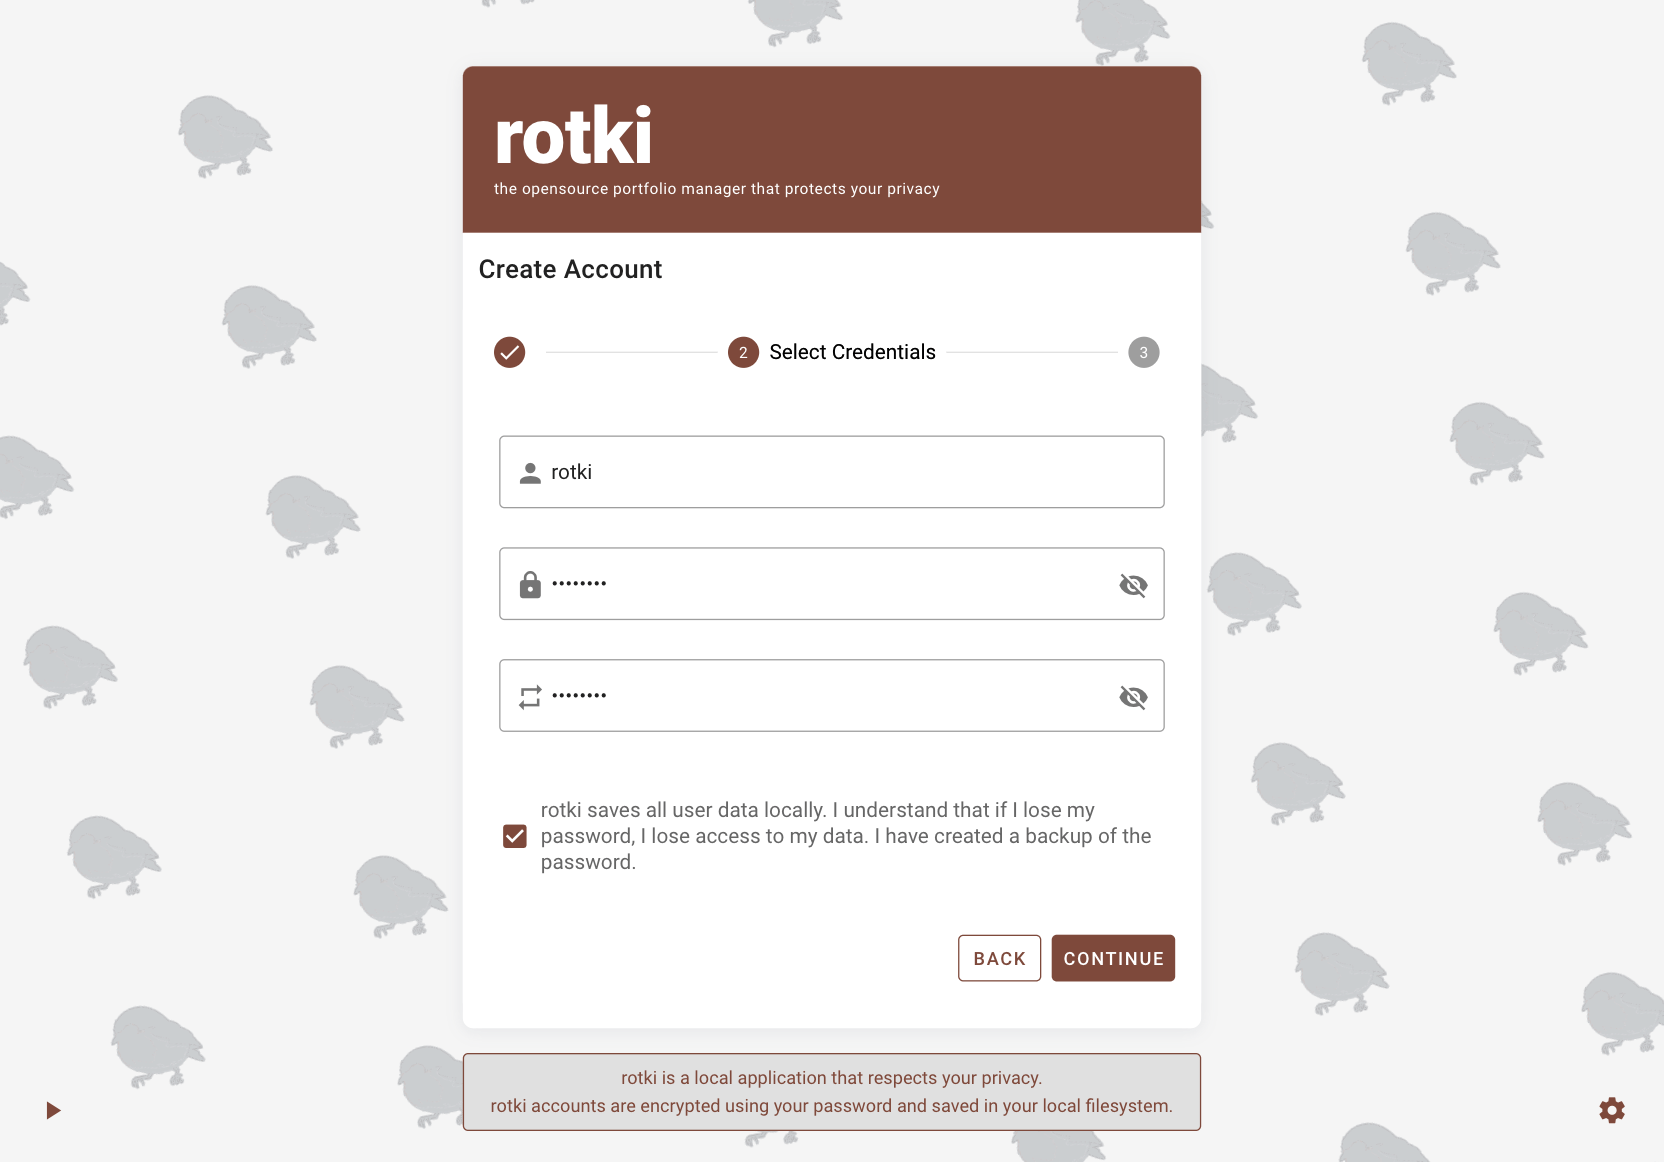 rotki
the opensource portfolio manager that protects your privacy
Create Account
2 Select Credentials 3
rotki
••••••••
••••••••
rotki saves all user data locally. I understand that if I lose my
password, I lose access to my data. I have created a backup of the
password.
BACK CONTINUE
rotki is a local application that respects your privacy.
rotki accounts are encrypted using your password and saved in your local filesystem.